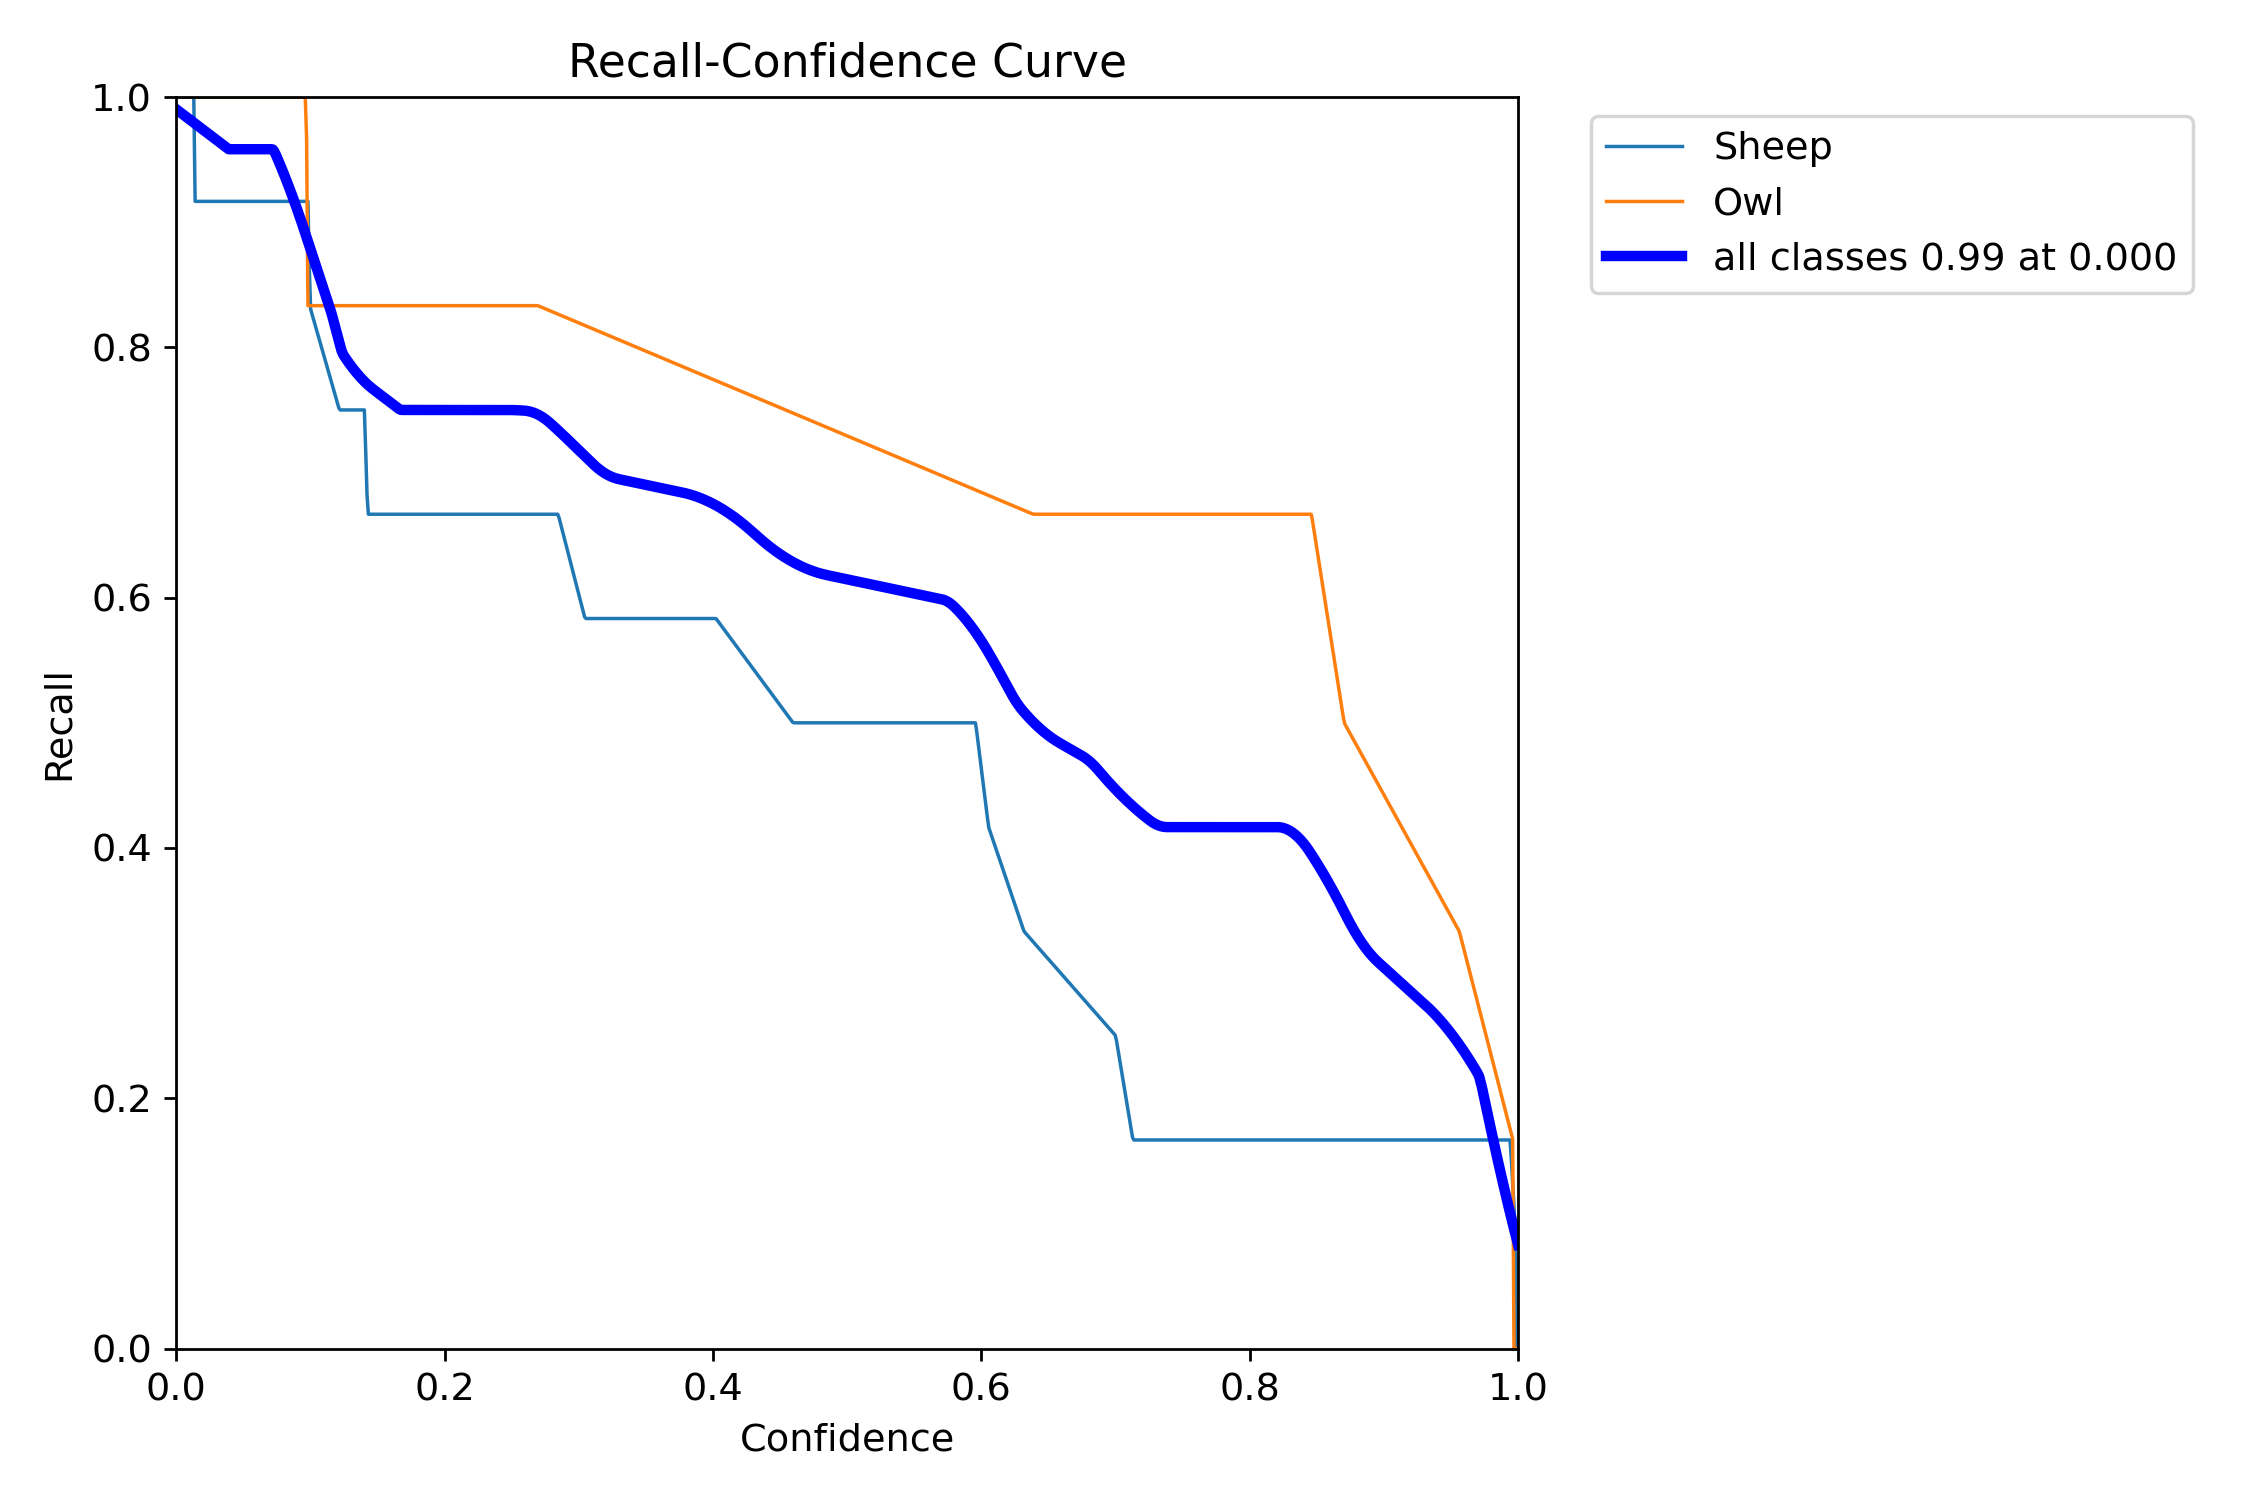 Recall-Confidence Curve
1.0
0.8
0.6
0.4
0.2
0.0
Recall
0.0 0.2 0.4 0.6 0.8 1.0
Confidence
Sheep
Owl
all classes 0.99 at 0.000